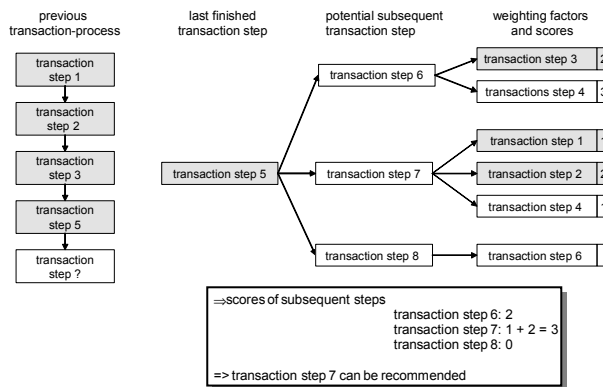 previous
transaction-process
last finished
transaction step
potential subsequent
transaction step
weighting factors
and scores
transaction
step 1
transaction
step 2
transaction
step 3
transaction
step 5
transaction
step ?
transaction step 5
transaction step 6
transaction step 7
transaction step 8
transaction step 3 2
transactions step 4 3
transaction step 1
transaction step 2 2
transaction step 4
transaction step 6
⇒scores of subsequent steps
transaction step 6: 2
transaction step 7: 1 + 2 = 3
transaction step 8: 0
=> transaction step 7 can be recommended